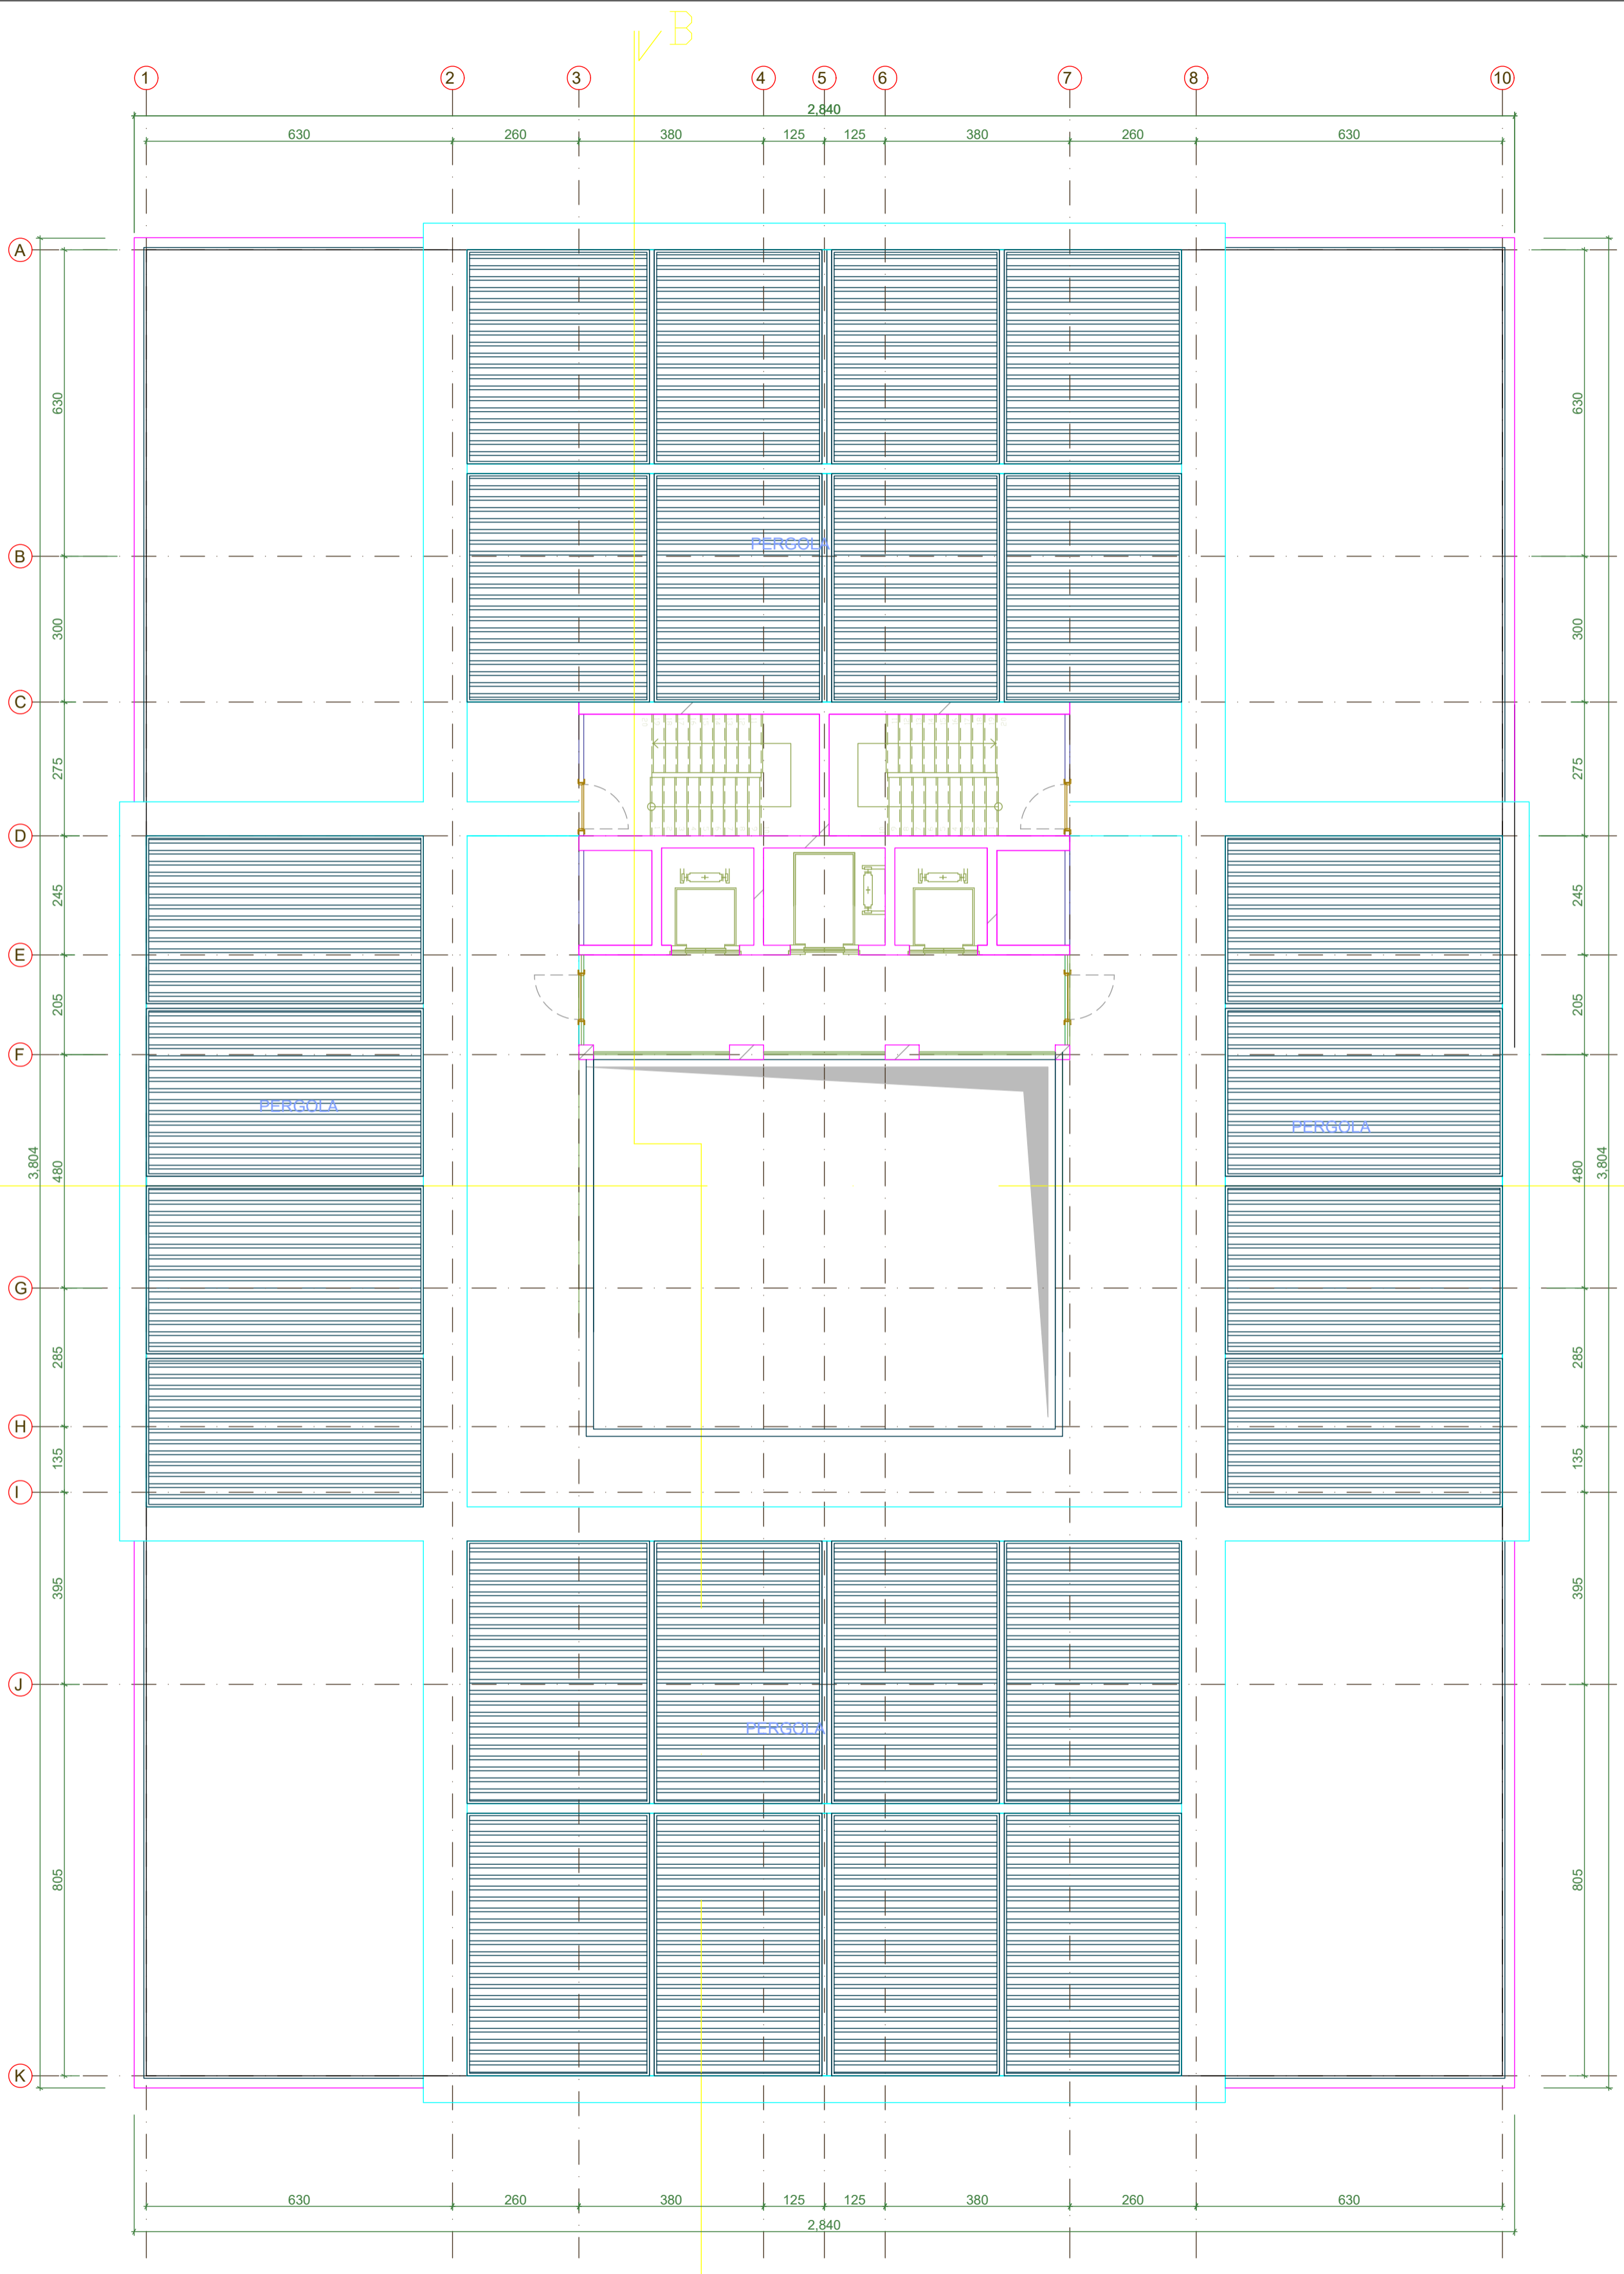 B
1 2 3 4 5 6 7 8 10
2,840
630 260 380 125 125 380 260 630
A
630 630
B
PERGOLA
300 300
C
275 275
D
245 245
E
205 205
F
PERGOLA
PERGOLA
3,804 480 480 3,804
G
285 285
H
135 135
I
395 395
J
PERGOLA
805 805
K
630 260 380 125 125 380 260 630
2,840